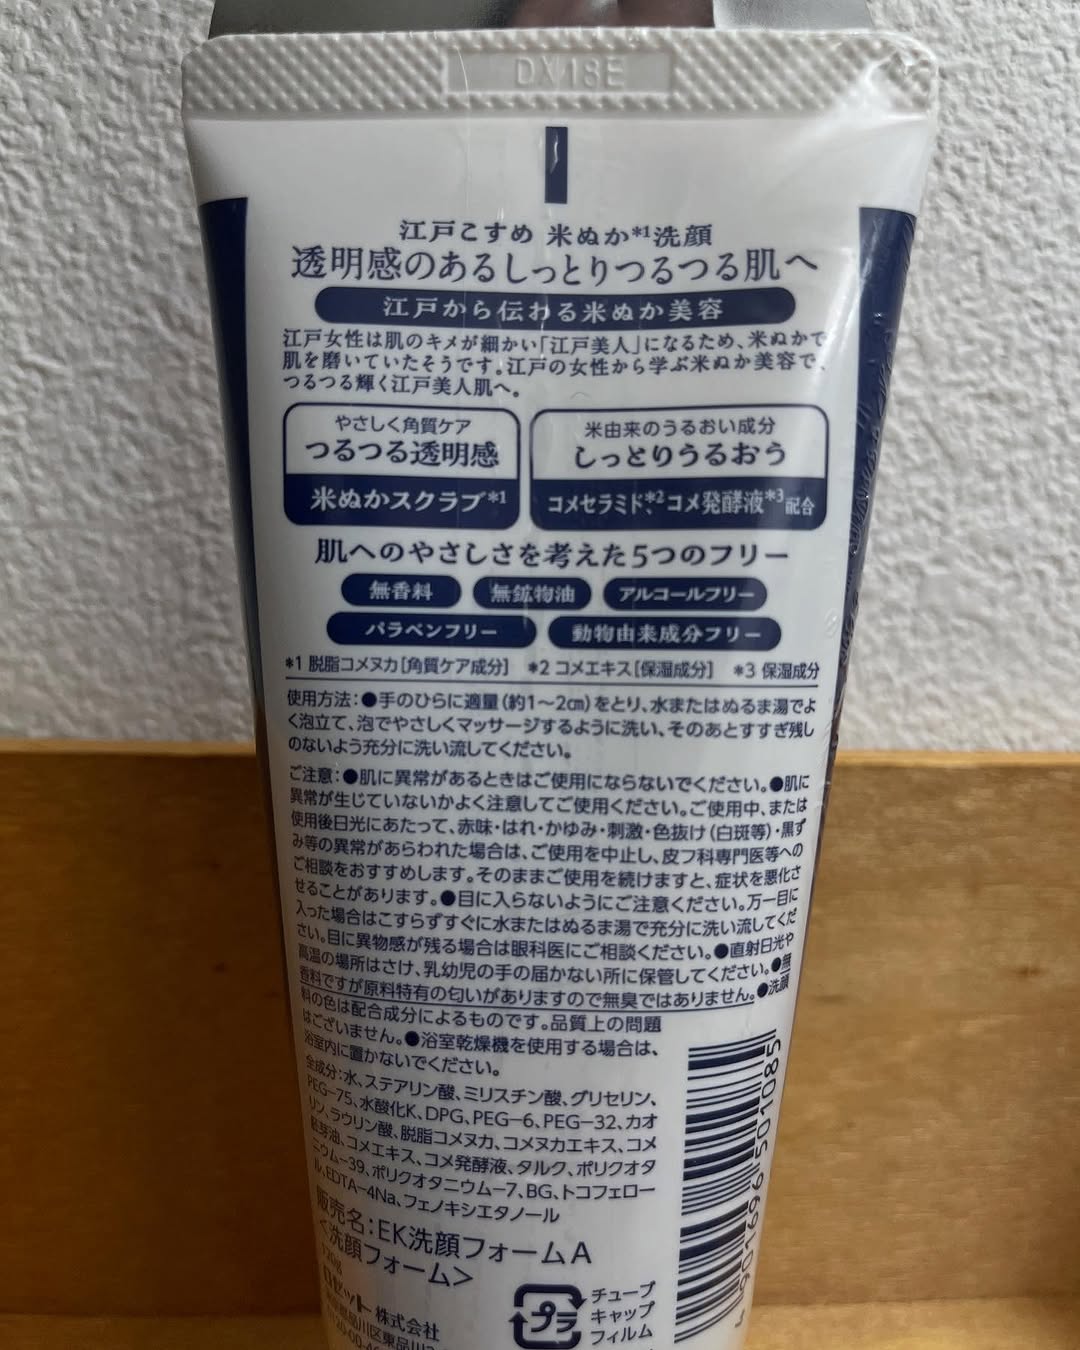 DX18E
江戸こすめ 米ぬか*1洗顔
透明感のあるしっとりつるつる肌へ
江戸から伝わる米ぬか美容
江戸女性は肌のキメが細かい「江戸美人」になるため、米ぬかで
肌を磨いていたそうです。江戸の女性から学ぶ米ぬか美容で、
つるつる輝く江戸美人肌へ。
やさしく角質ケア
つるつる透明感
米ぬかスクラブ*1
米由来のうるおい成分
しっとりうるおう
コメセラミド、*2コメ発酵液*3配合
肌へのやさしさを考えた5つのフリー
無香料 無鉱物油 アルコールフリー
パラベンフリー 動物由来成分フリー
*1 脱脂コメヌカ[角質ケア成分] *2 コメエキス[保湿成分] *3 保湿成分
使用方法:●手のひらに適量(約1〜2㎝)をとり、水またはぬるま湯でよ
く泡立て、泡でやさしくマッサージするように洗い、そのあとすすぎ残し
のないよう充分に洗い流してください。
ご注意:●肌に異常があるときはご使用にならないでください。●肌に
異常が生じていないかよく注意してご使用ください。ご使用中、または
使用後日光にあたって、赤味・はれ・かゆみ・刺激・色抜け(白斑等)・黒ず
み等の異常があらわれた場合は、ご使用を中止し、皮フ科専門医等への
ご相談をおすすめします。そのままご使用を続けますと、症状を悪化さ
せることがあります。●目に入らないようにご注意ください。万一目に
入った場合はこすらずすぐに水またはぬるま湯で充分に洗い流してくだ
さい。目に異物感が残る場合は眼科医にご相談ください。●直射日光や
高温の場所はさけ、乳幼児の手の届かない所に保管してください。●無
香料ですが原料特有の匂いがありますので無臭ではありません。●洗顔
料の色は配合成分によるものです。品質上の問題
はございません。●浴室乾燥機を使用する場合は、
浴室内に置かないでください。
全成分:水、ステアリン酸、ミリスチン酸、グリセリン、
PEG-75、水酸化K、DPG、PEG-6、PEG-32、カオ
リン、ラウリン酸、脱脂コメヌカ、コメヌカエキス、コメ
胚芽油、コメエキス、コメ発酵液、タルク、ポリクオタ
ニウム-39、ポリクオタニウム-7、BG、トコフェロー
ル、EDTA-4Na、フェノキシエタノール
販売名:EK洗顔フォームA
<洗顔フォーム>
120g
ロゼット株式会社
チューブ
キャップ
フィルム
プラ